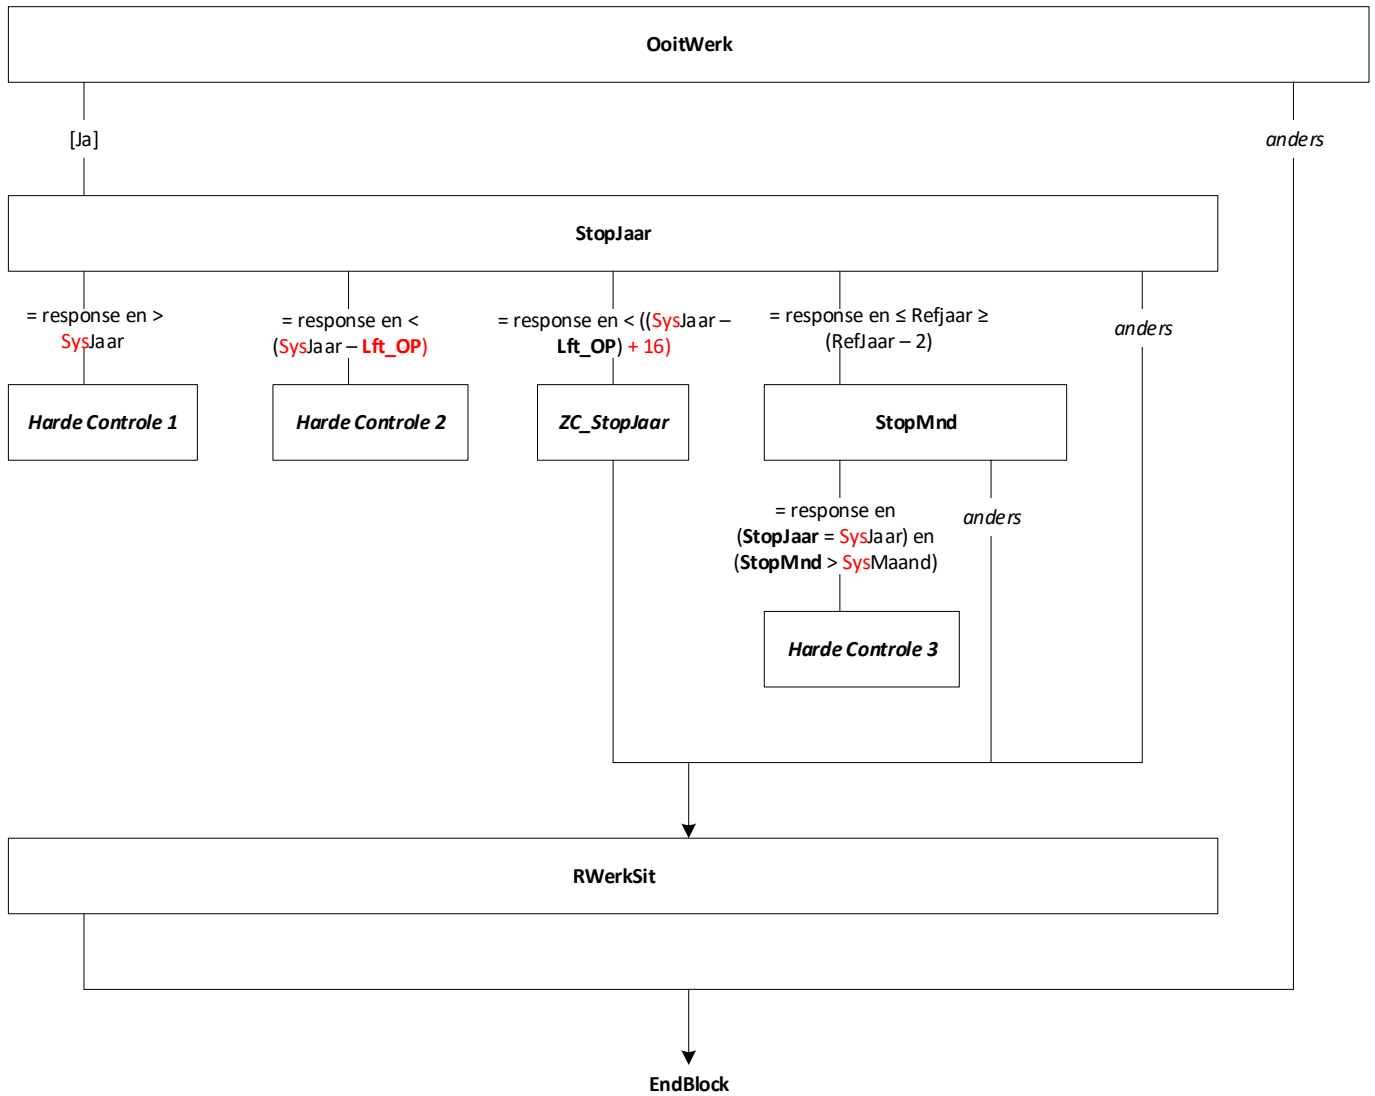 OoitWerk
[Ja]
anders
StopJaar
= response en >
SysJaar
= response en <
(SysJaar – Lft_OP)
= response en < ((SysJaar –
Lft_OP) + 16)
= response en ≤ Refjaar ≥
(RefJaar – 2)
anders
Harde Controle 1
Harde Controle 2
ZC_StopJaar
StopMnd
= response en
(StopJaar = SysJaar) en
(StopMnd > SysMaand)
anders
Harde Controle 3
RWerkSit
EndBlock